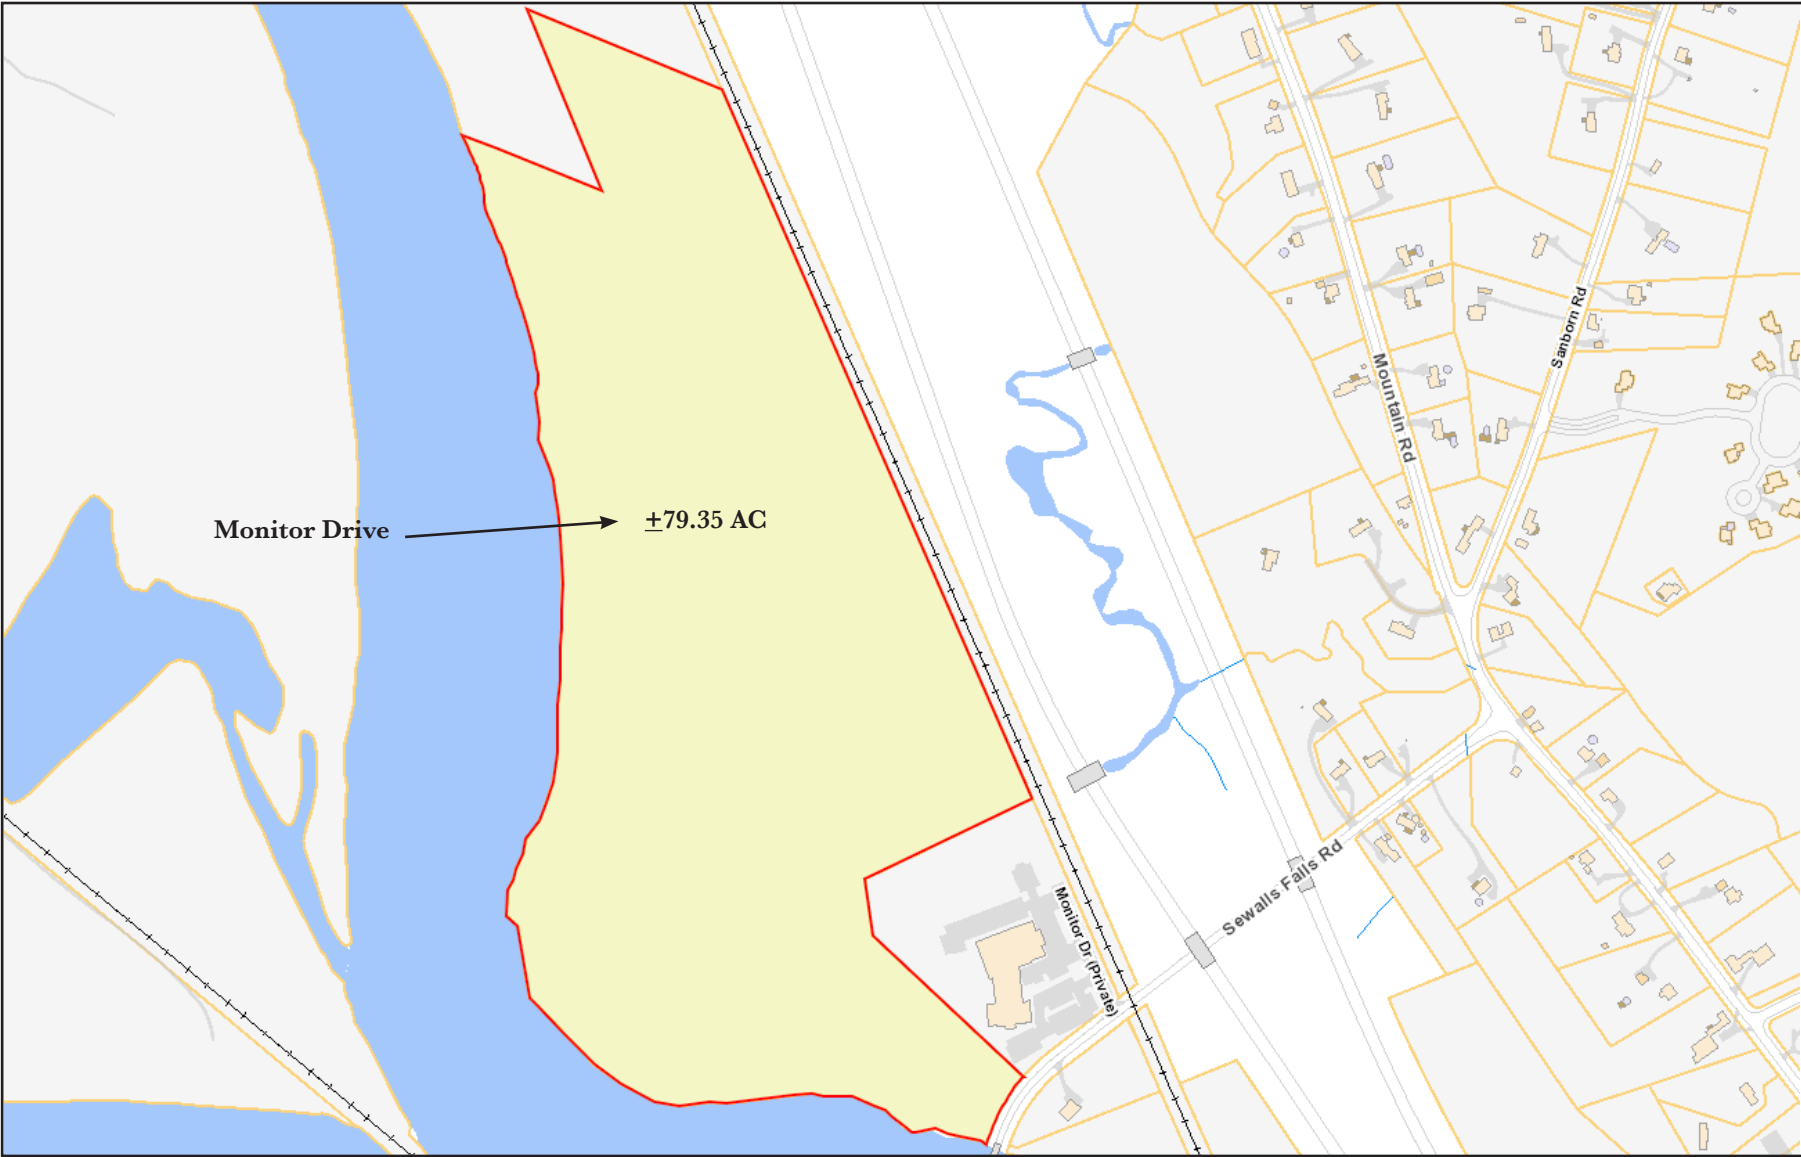 Monitor Drive
±79.35 AC
Mountain Rd
Sanborn Rd
Sewalls Falls Rd
Monitor Dr (Private)